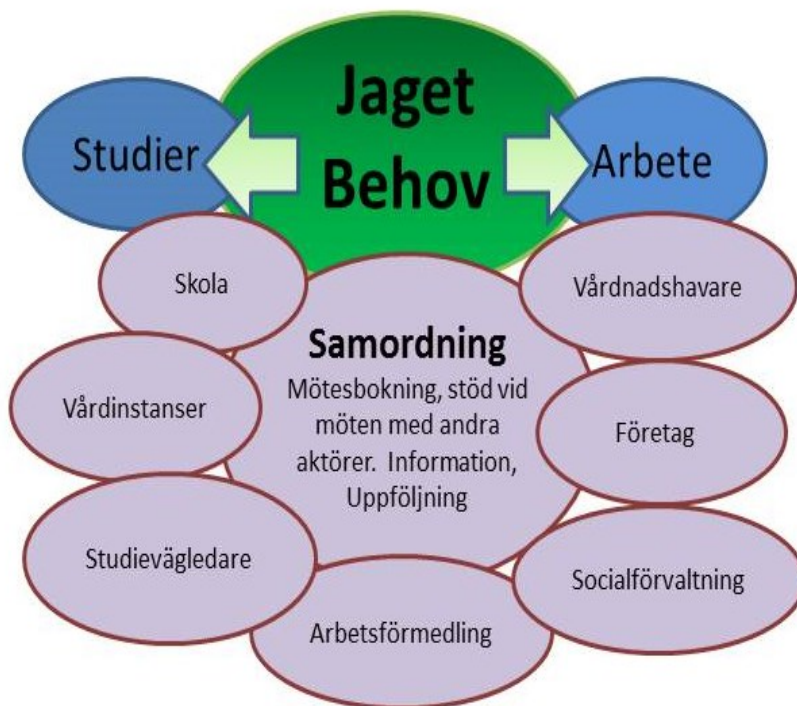 Jaget
Behov
Studier
Arbete
Skola
Vårdnadshavare
Samordning
Mötesbokning, stöd vid
möten med andra
aktörer. Information,
Uppföljning
Vårdinstanser
Företag
Studievägledare
Socialförvaltning
Arbetsförmedling